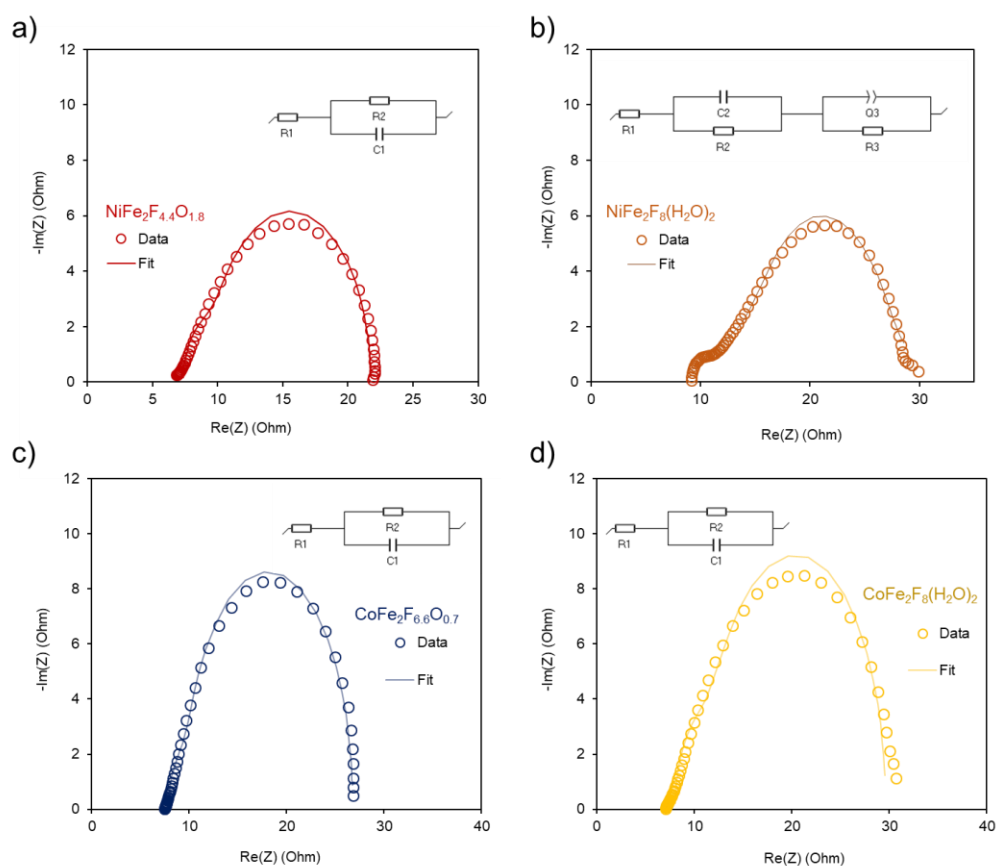 a)
12
10
8
6
4
2
0
-Im(Z) (Ohm)
R1
R2
C1
NiFe₂F₄.₄O₁.₈
Data
Fit
0 5 10 15 20 25 30
Re(Z) (Ohm)
b)
12
10
8
6
4
2
0
-Im(Z) (Ohm)
R1
C2
R2
Q3
R3
NiFe₂F₈(H₂O)₂
Data
Fit
0 10 20 30
Re(Z) (Ohm)
c)
12
10
8
6
4
2
0
-Im(Z) (Ohm)
R1
R2
C1
CoFe₂F₆.₆O₀.₇
Data
Fit
0 10 20 30 40
Re(Z) (Ohm)
d)
12
10
8
6
4
2
0
-Im(Z) (Ohm)
R1
R2
C1
CoFe₂F₈(H₂O)₂
Data
Fit
0 10 20 30 40
Re(Z) (Ohm)